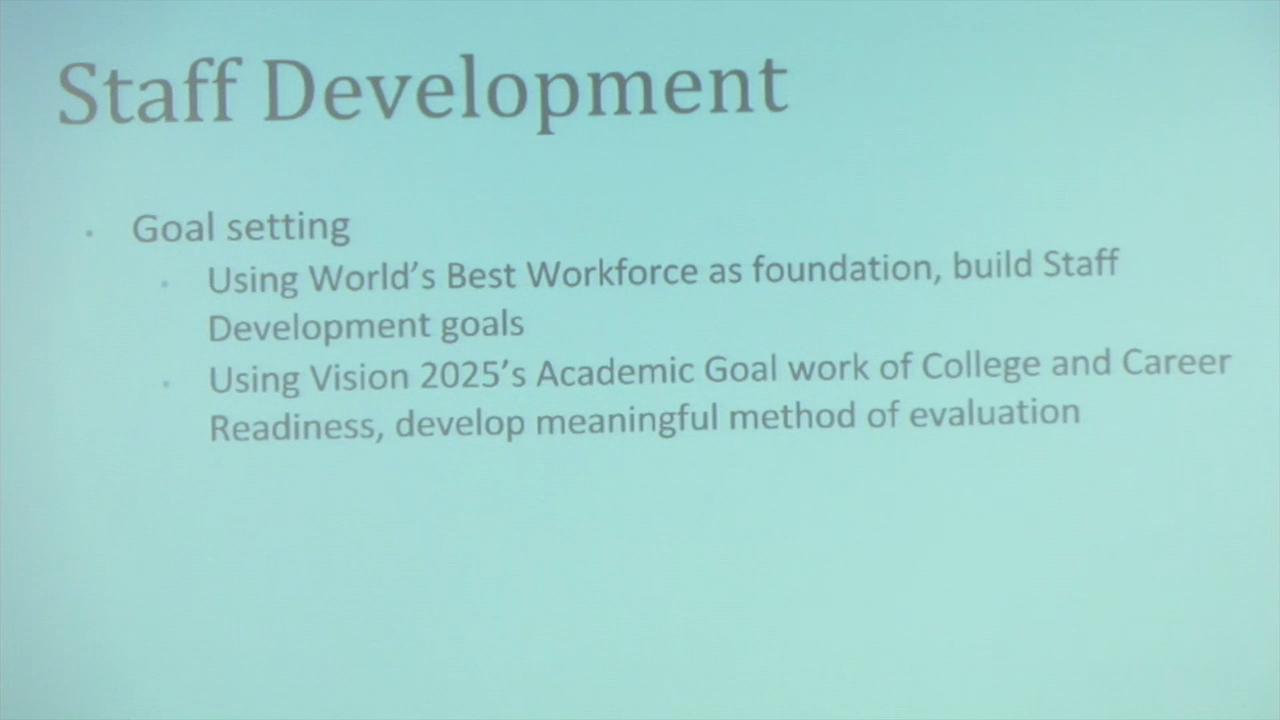 Staff Development
· Goal setting
· Using World's Best Workforce as foundation, build Staff
Development goals
· Using Vision 2025's Academic Goal work of College and Career
Readiness, develop meaningful method of evaluation